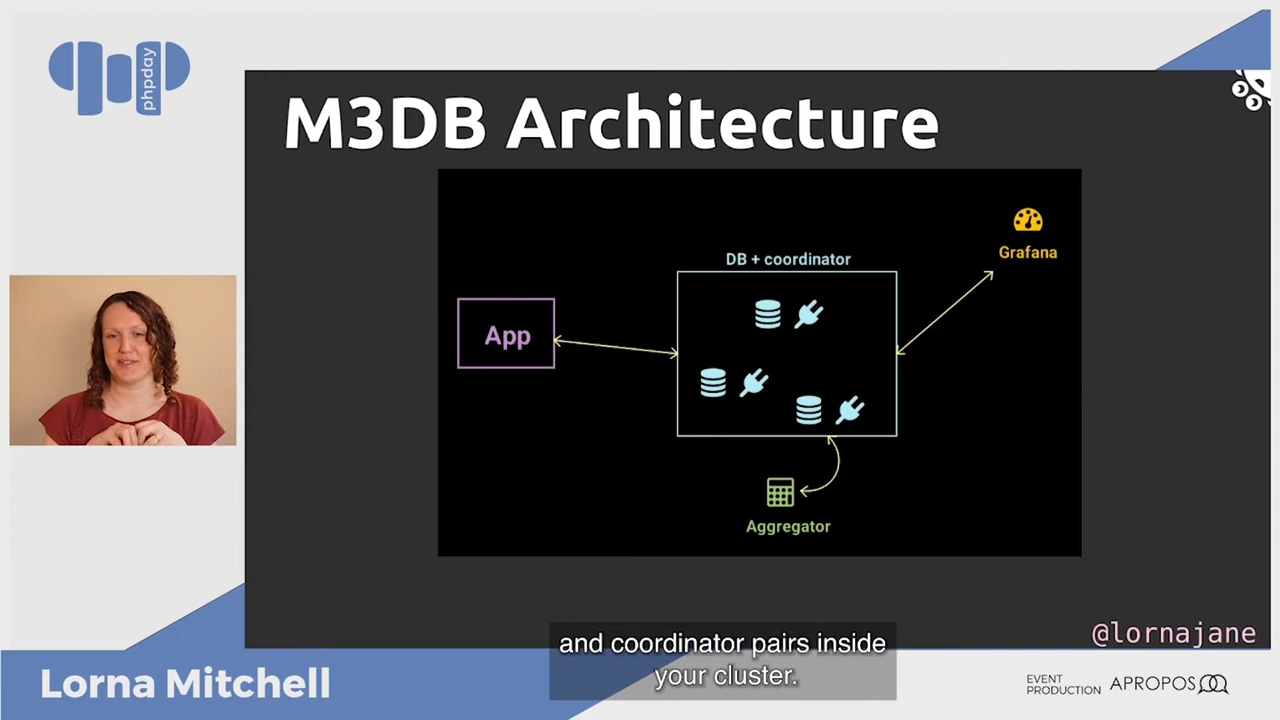 phpday
M3DB Architecture
DB + coordinator
Grafana
App
Aggregator
@lornajane
and coordinator pairs inside
your cluster.
Lorna Mitchell
EVENT
PRODUCTION
APROPOS